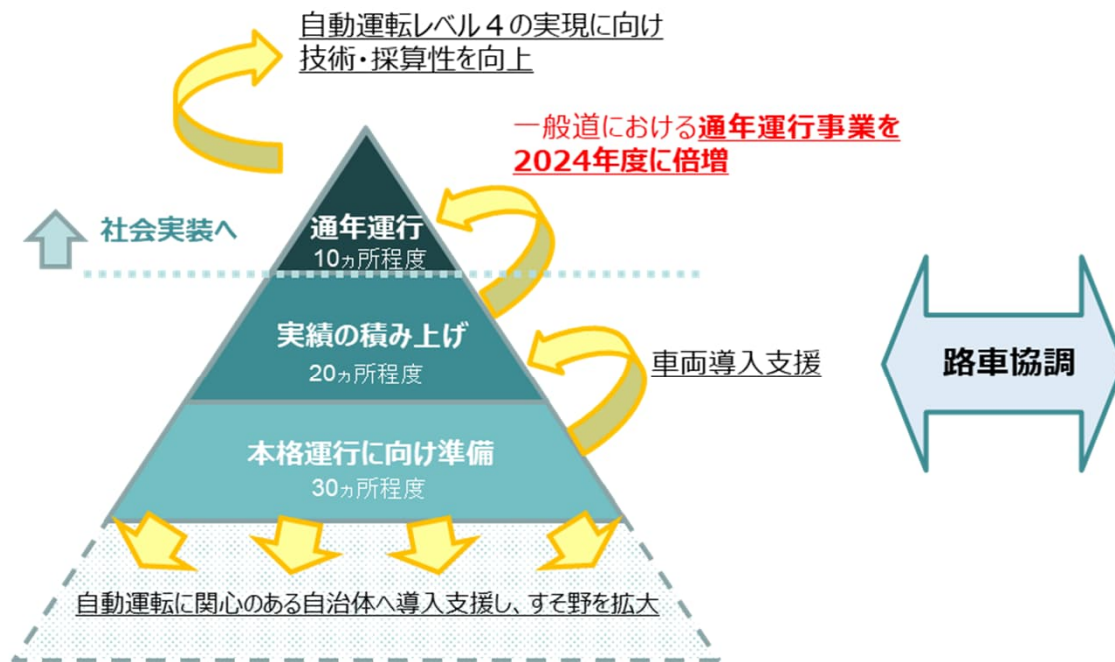 自動運転レベル４の実現に向け
技術・採算性を向上
一般道における通年運行事業を
2024年度に倍増
社会実装へ
通年運行
10ヵ所程度
実績の積み上げ
20ヵ所程度
車両導入支援
路車協調
本格運行に向け準備
30ヵ所程度
自動運転に関心のある自治体へ導入支援し、すそ野を拡大